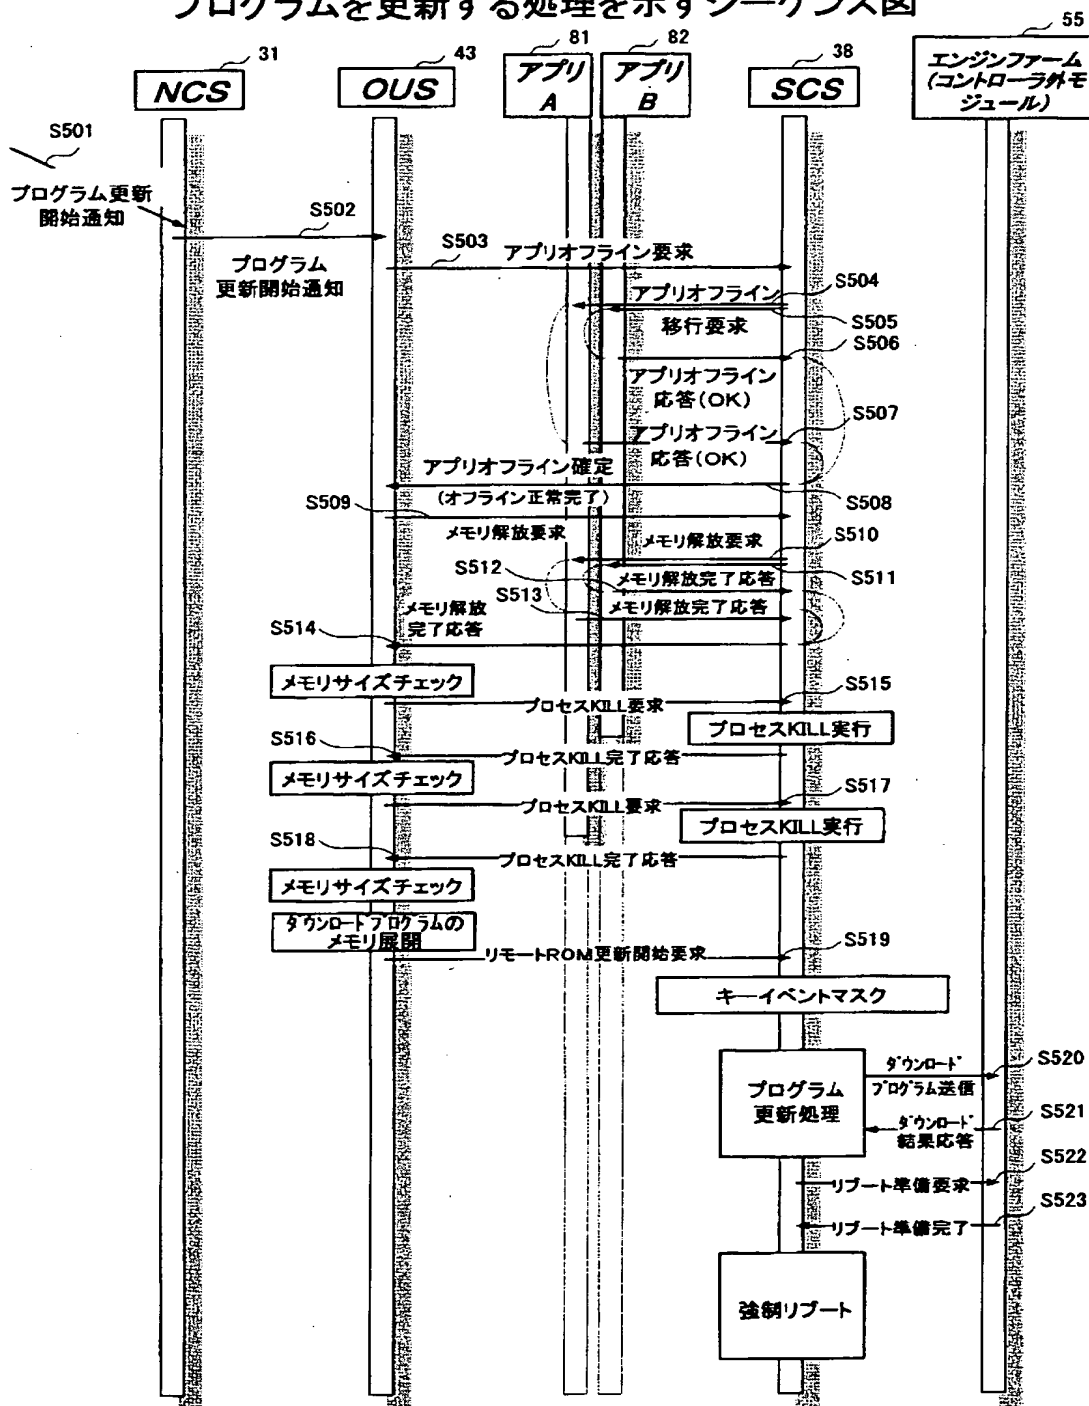 プログラムを更新する処理を示すシーケンス図
31
43
81
82
38
55
NCS
OUS
アプリ
A
アプリ
B
SCS
エンジンファーム
(コントローラ外モ
ジュール)
S501
プログラム更新
開始通知
S502
プログラム
更新開始通知
S503
アプリオフライン要求
アプリオフライン
S504
移行要求
S505
S506
アプリオフライン
応答(OK)
S507
アプリオフライン
応答(OK)
アプリオフライン確定
(オフライン正常完了)
S508
S509
メモリ解放要求
メモリ解放要求
S510
S511
S512
メモリ解放完了応答
S513
メモリ解放完了応答
メモリ解放
完了応答
S514
メモリサイズチェック
プロセスKILL要求
S515
プロセスKILL実行
S516
プロセスKILL完了応答
メモリサイズチェック
プロセスKILL要求
S517
プロセスKILL実行
S518
プロセスKILL完了応答
メモリサイズチェック
ダウンロードプログラムの
メモリ展開
リモートROM更新開始要求
S519
キーイベントマスク
プログラム
更新処理
ダウンロード
プログラム送信
S520
ダウンロード
結果応答
S521
リブート準備要求
S522
リブート準備完了
S523
強制リブート